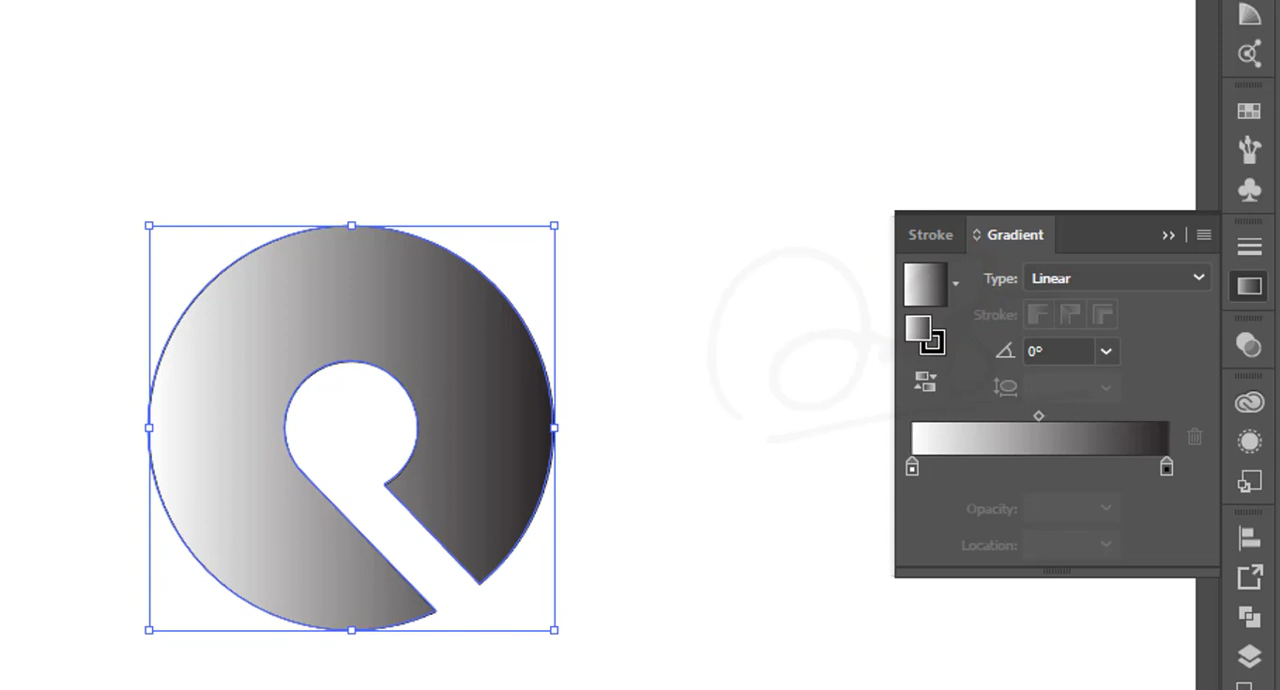 Stroke Gradient
Type: Linear
Stroke:
0°
Opacity:
Location: